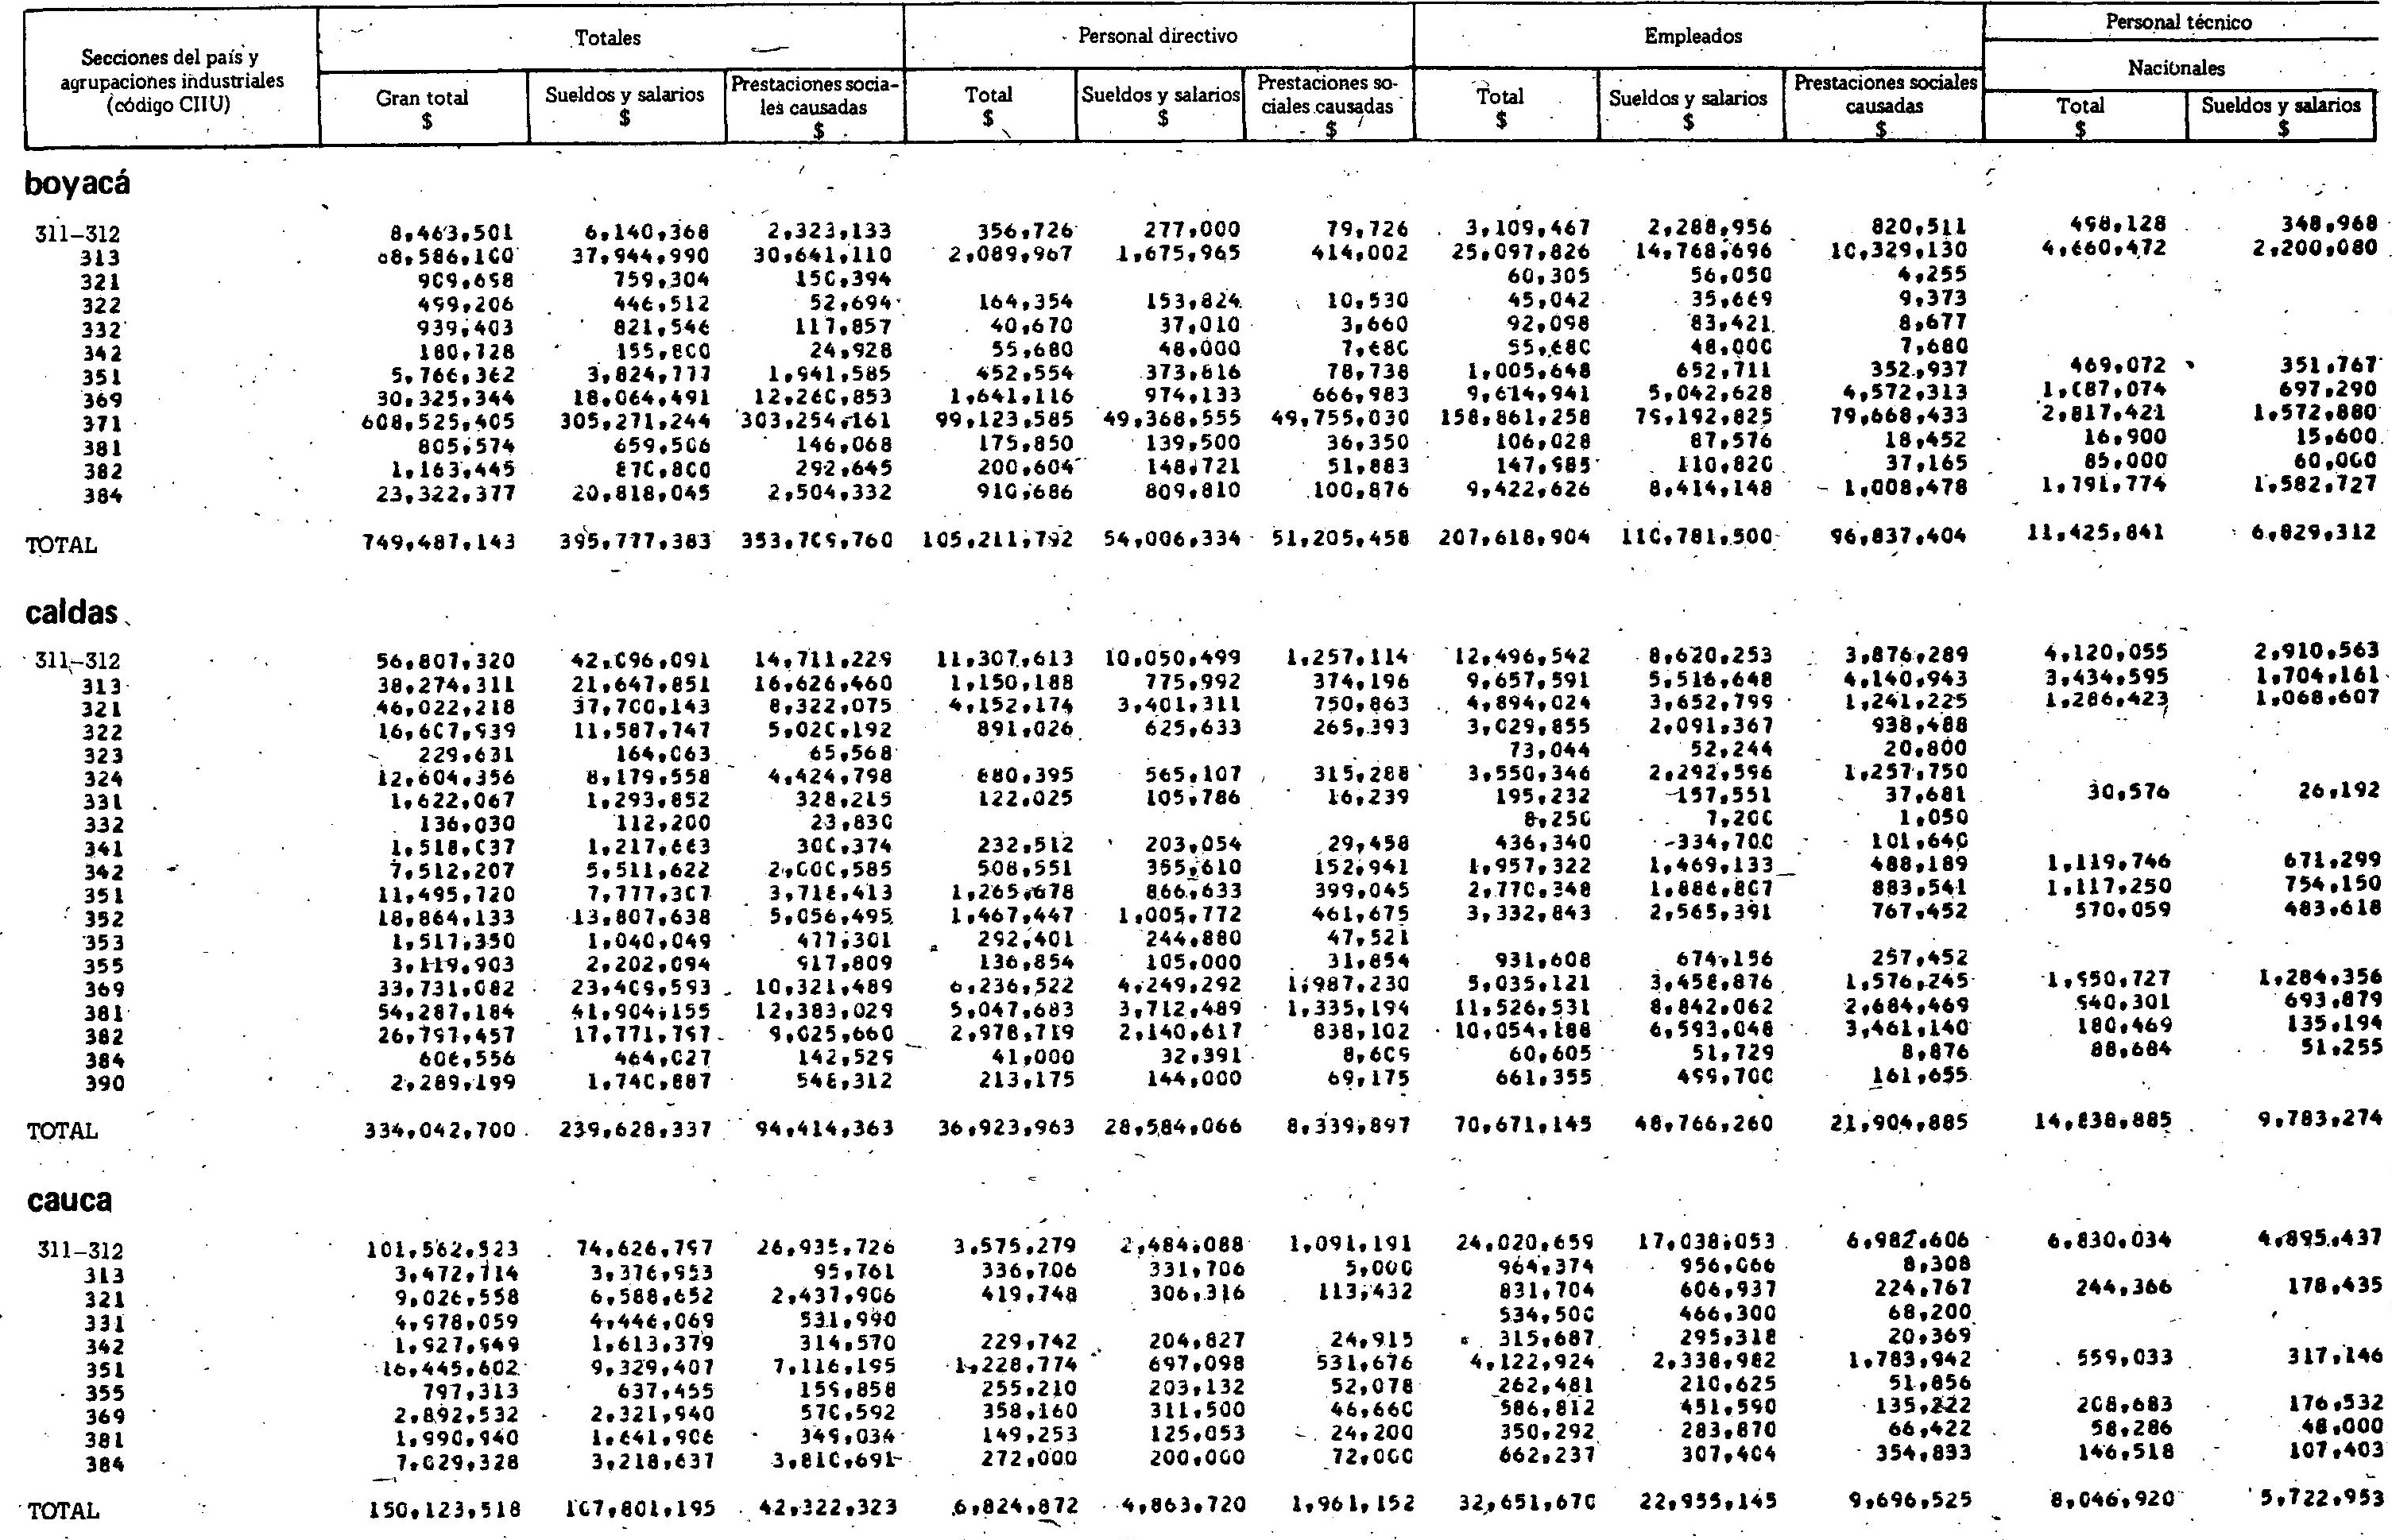 Secciones del país y agrupaciones industriales (código CIIU) Totales Personal directivo Empleados Personal técnico
Nacionales
Gran total $ Sueldos y salarios $ Prestaciones sociales causadas $ Total $ Sueldos y salarios $ Prestaciones sociales causadas $ Total $ Sueldos y salarios $ Prestaciones sociales causadas $ Total $ Sueldos y salarios $
boyacá
311–312 8,463,501 6,140,368 2,323,133 356,726 277,000 79,726 3,109,467 2,288,956 820,511 498,128 348,968
313 68,586,100 37,944,990 30,641,110 2,089,967 1,675,965 414,002 25,097,826 14,768,696 10,329,130 4,660,472 2,200,080
321 909,698 759,304 150,394 60,305 56,050 4,255
322 499,206 446,512 52,694 164,354 153,824 10,530 45,042 35,669 9,373
332 939,403 821,546 117,857 40,670 37,010 3,660 92,098 83,421 8,677
342 180,728 155,800 24,928 55,680 48,000 7,680 55,680 48,000 7,680
351 5,766,362 3,824,777 1,941,585 452,554 373,816 78,738 1,005,648 652,711 352,937 469,072 351,767
369 30,325,344 18,064,491 12,260,853 1,641,116 974,133 666,983 9,614,941 5,042,628 4,572,313 1,087,074 697,290
371 608,525,405 305,271,244 303,254,161 99,123,585 49,368,555 49,755,030 158,861,258 79,192,825 79,668,433 2,817,421 1,572,880
381 805,574 659,506 146,068 175,850 139,500 36,350 106,028 87,576 18,452 16,900 15,600
382 1,163,445 870,800 292,645 200,604 148,721 51,883 147,985 110,820 37,165 85,000 60,000
384 23,322,377 20,818,045 2,504,332 910,686 809,810 100,876 9,422,626 8,414,148 1,008,478 1,791,774 1,582,727
TOTAL 749,487,143 395,777,383 353,709,760 105,211,792 54,006,334 51,205,458 207,618,904 110,781,500 96,837,404 11,425,841 6,829,312
caldas
311–312 56,807,320 42,096,091 14,711,229 11,307,613 10,050,499 1,257,114 12,496,542 8,620,253 3,876,289 4,120,055 2,910,563
313 38,274,311 21,647,851 16,626,460 1,150,188 775,992 374,196 9,657,591 5,516,648 4,140,943 3,434,595 1,704,161
321 46,022,218 37,700,143 8,322,075 4,152,174 3,401,311 750,863 4,894,024 3,652,799 1,241,225 1,286,423 1,068,607
322 16,607,939 11,587,747 5,020,192 891,026 625,633 265,393 3,029,855 2,091,367 938,488
323 229,631 164,063 65,568 73,044 52,244 20,800
324 12,604,356 8,179,558 4,424,798 880,395 565,107 315,288 3,550,346 2,292,596 1,257,750
331 1,622,067 1,293,852 328,215 122,025 105,786 16,239 195,232 157,551 37,681 30,576 26,192
332 136,030 112,200 23,830 8,250 7,200 1,050
341 1,518,037 1,217,663 300,374 232,512 203,054 29,458 436,340 334,700 101,640
342 7,512,207 5,511,622 2,000,585 508,551 355,610 152,941 1,957,322 1,469,133 488,189 1,119,746 671,299
351 11,495,720 7,777,307 3,718,413 1,265,678 866,633 399,045 2,770,348 1,886,807 883,541 1,117,250 754,150
352 18,864,133 13,807,638 5,056,495 1,467,447 1,005,772 461,675 3,332,843 2,565,391 767,452 570,059 483,618
353 1,517,350 1,040,049 477,301 292,401 244,880 47,521
355 3,119,903 2,202,094 917,809 136,854 105,000 31,854 931,608 674,156 257,452
369 33,731,082 23,409,593 10,321,489 6,236,522 4,249,292 1,987,230 5,035,121 3,458,876 1,576,245 1,950,727 1,284,356
381 54,287,184 41,904,155 12,383,029 5,047,683 3,712,489 1,335,194 11,526,531 8,842,062 2,684,469 940,301 693,879
382 26,797,457 17,771,797 9,025,660 2,978,719 2,140,617 838,102 10,054,188 6,593,048 3,461,140 180,469 135,194
384 606,556 464,027 142,529 41,000 32,391 8,609 60,605 51,729 8,876 88,684 51,255
390 2,289,199 1,740,887 548,312 213,175 144,000 69,175 661,355 499,700 161,655
TOTAL 334,042,700 239,628,337 94,414,363 36,923,963 28,584,066 8,339,897 70,671,145 48,766,260 21,904,885 14,838,885 9,783,274
cauca
311–312 101,562,523 74,626,797 26,935,726 3,575,279 2,484,088 1,091,191 24,020,659 17,038,053 6,982,606 6,830,034 4,895,437
313 3,472,714 3,376,953 95,761 336,706 331,706 5,000 964,374 956,066 8,308
321 9,026,558 6,588,652 2,437,906 419,748 306,316 113,432 831,704 606,937 224,767 244,366 178,435
331 4,978,059 4,446,069 531,990 534,500 466,300 68,200
342 1,927,949 1,613,379 314,570 229,742 204,827 24,915 315,687 295,318 20,369
351 16,445,602 9,329,407 7,116,195 1,228,774 697,098 531,676 4,122,924 2,338,982 1,783,942 559,033 317,146
355 797,313 637,455 159,858 255,210 203,132 52,078 262,481 210,625 51,856
369 2,892,532 2,321,940 570,592 358,160 311,500 46,660 586,812 451,590 135,222 208,683 176,532
381 1,990,940 1,641,906 349,034 149,253 125,053 24,200 350,292 283,870 66,422 58,286 48,000
384 7,029,328 3,218,637 3,810,691 272,000 200,000 72,000 662,237 307,404 354,833 146,518 107,403
TOTAL 150,123,518 107,801,195 42,322,323 6,824,872 4,863,720 1,961,152 32,651,670 22,955,145 9,696,525 8,046,920 5,722,953